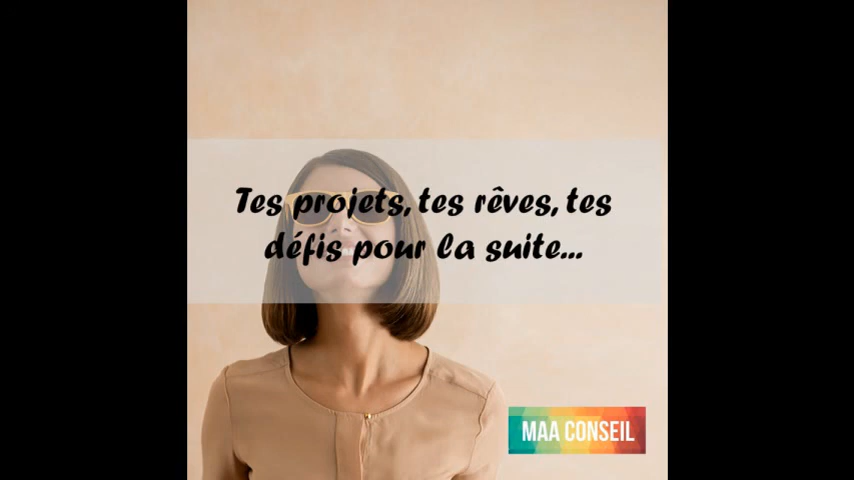 Tes projets, tes rêves, tes
défis pour la suite...
MAA CONSEIL